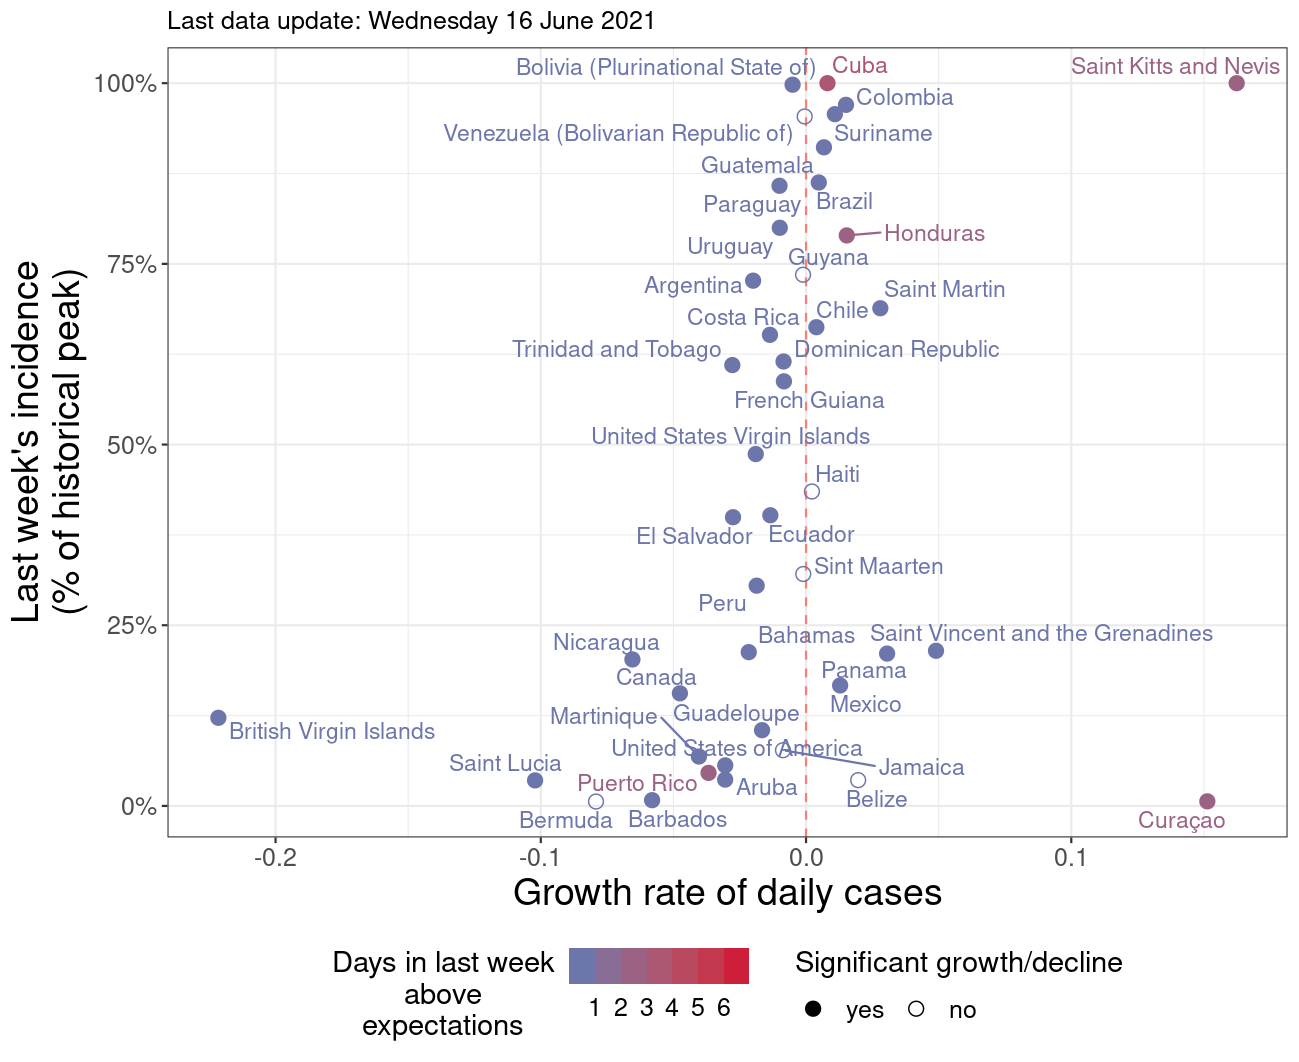 Last data update: Wednesday 16 June 2021
Last week's incidence
(% of historical peak)
100%
75%
50%
25%
0%
Bolivia (Plurinational State of)
Cuba
Saint Kitts and Nevis
Colombia
Venezuela (Bolivarian Republic of)
Suriname
Guatemala
Paraguay
Brazil
Honduras
Uruguay
Guyana
Argentina
Saint Martin
Costa Rica
Chile
Trinidad and Tobago
Dominican Republic
French Guiana
United States Virgin Islands
Haiti
El Salvador
Ecuador
Sint Maarten
Peru
Nicaragua
Bahamas
Saint Vincent and the Grenadines
Canada
Panama
Mexico
Martinique
Guadeloupe
British Virgin Islands
United States of America
Saint Lucia
Jamaica
Puerto Rico
Aruba
Belize
Bermuda
Barbados
Curaçao
-0.2
-0.1
0.0
0.1
Growth rate of daily cases
Days in last week
above
expectations
1 2 3 4 5 6
Significant growth/decline
yes
no